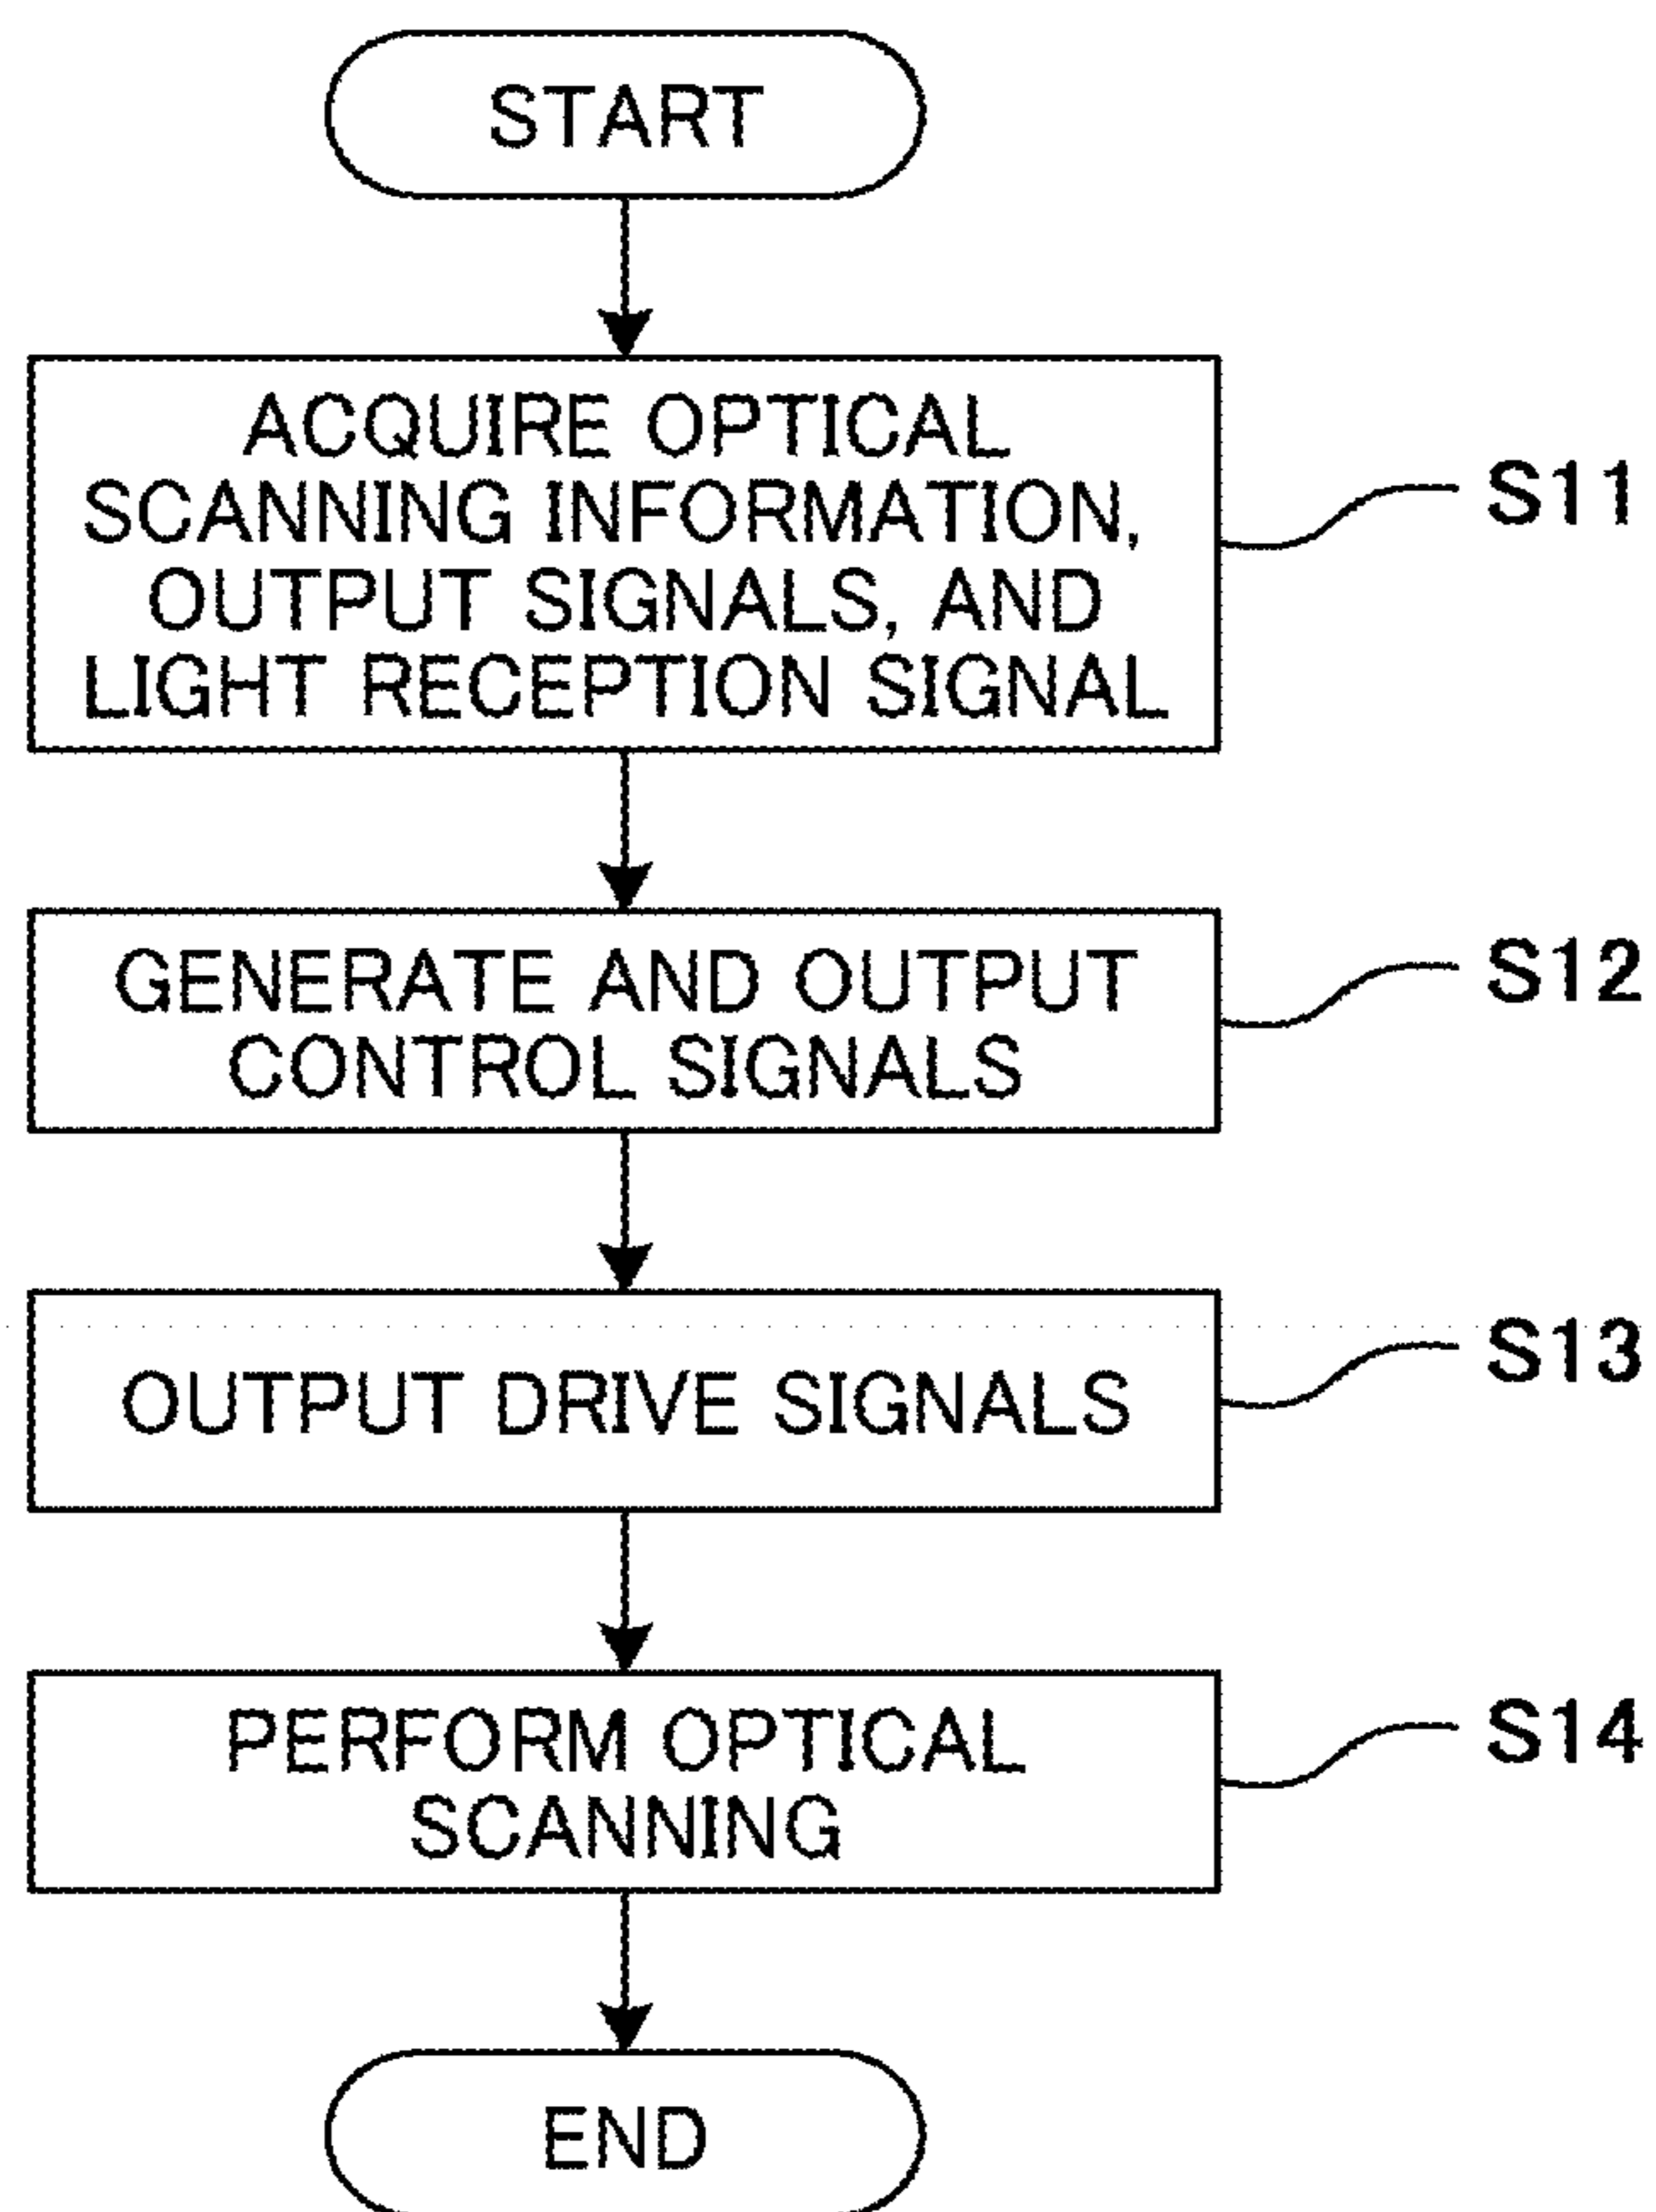 START
ACQUIRE OPTICAL
SCANNING INFORMATION,
OUTPUT SIGNALS, AND
LIGHT RECEPTION SIGNAL
S11
GENERATE AND OUTPUT
CONTROL SIGNALS
S12
OUTPUT DRIVE SIGNALS
S13
PERFORM OPTICAL
SCANNING
S14
END